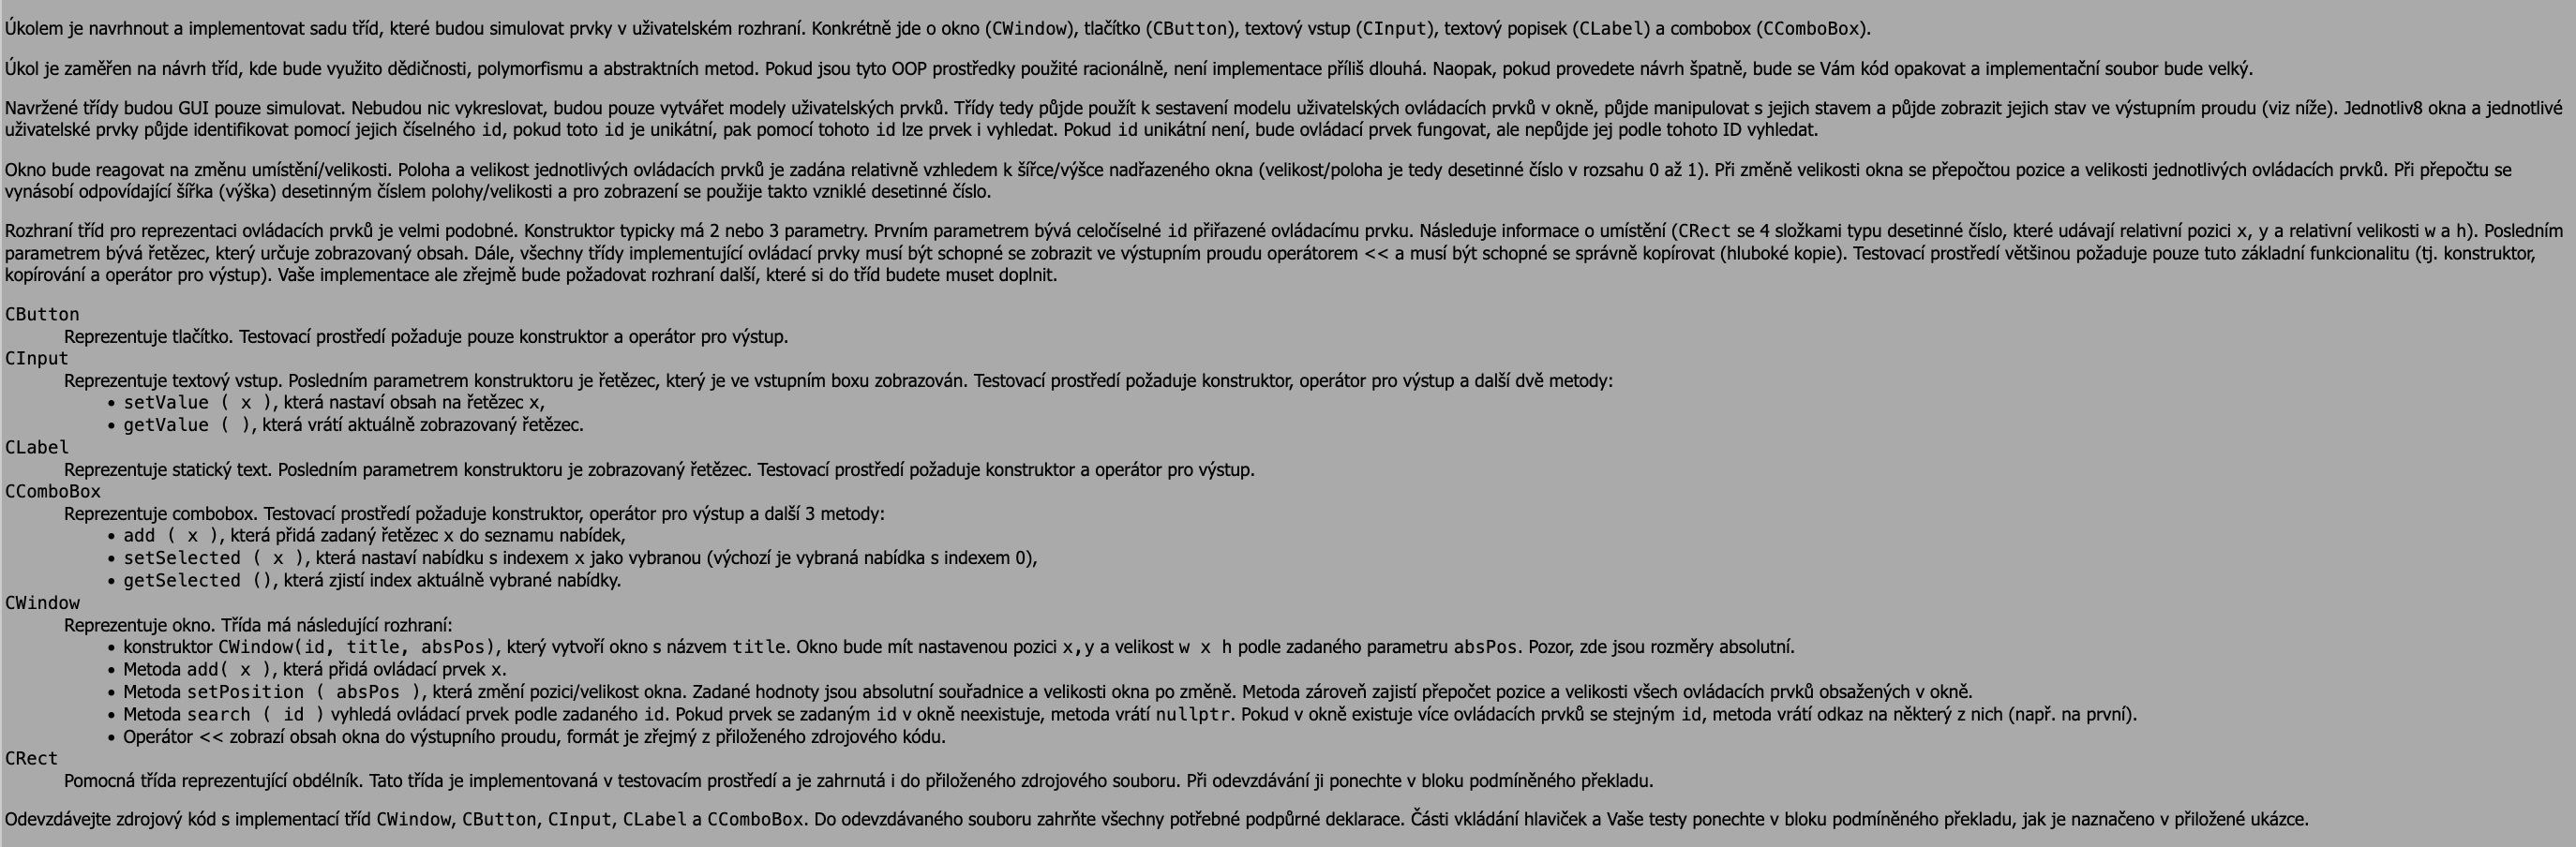 Úkolem je navrhnout a implementovat sadu tříd, které budou simulovat prvky v uživatelském rozhraní. Konkrétně jde o okno (CWindow), tlačítko (CButton), textový vstup (CInput), textový popisek (CLabel) a combobox (CComboBox).
Úkol je zaměřen na návrh tříd, kde bude využito dědičnosti, polymorfismu a abstraktních metod. Pokud jsou tyto OOP prostředky použité racionálně, není implementace příliš dlouhá. Naopak, pokud provedete návrh špatně, bude se Vám kód opakovat a implementační soubor bude velký.
Navržené třídy budou GUI pouze simulovat. Nebudou nic vykreslovat, budou pouze vytvářet modely uživatelských prvků. Třídy tedy půjde použít k sestavení modelu uživatelských ovládacích prvků v okně, půjde manipulovat s jejich stavem a půjde zobrazit jejich stav ve výstupním proudu (viz níže). Jednotliv8 okna a jednotlivé
uživatelské prvky půjde identifikovat pomocí jejich číselného id, pokud toto id je unikátní, pak pomocí tohoto id lze prvek i vyhledat. Pokud id unikátní není, bude ovládací prvek fungovat, ale nepůjde jej podle tohoto ID vyhledat.
Okno bude reagovat na změnu umístění/velikosti. Poloha a velikost jednotlivých ovládacích prvků je zadána relativně vzhledem k šířce/výšce nadřazeného okna (velikost/poloha je tedy desetinné číslo v rozsahu 0 až 1). Při změně velikosti okna se přepočtou pozice a velikosti jednotlivých ovládacích prvků. Při přepočtu se
vynásobí odpovídající šířka (výška) desetinným číslem polohy/velikosti a pro zobrazení se použije takto vzniklé desetinné číslo.
Rozhraní tříd pro reprezentaci ovládacích prvků je velmi podobné. Konstruktor typicky má 2 nebo 3 parametry. Prvním parametrem bývá celočíselné id přiřazené ovládacímu prvku. Následuje informace o umístění (CRect se 4 složkami typu desetinné číslo, které udávají relativní pozici x, y a relativní velikosti w a h). Posledním
parametrem bývá řetězec, který určuje zobrazovaný obsah. Dále, všechny třídy implementující ovládací prvky musí být schopné se zobrazit ve výstupním proudu operátorem << a musí být schopné se správně kopírovat (hluboké kopie). Testovací prostředí většinou požaduje pouze tuto základní funkcionalitu (tj. konstruktor,
kopírování a operátor pro výstup). Vaše implementace ale zřejmě bude požadovat rozhraní další, které si do tříd budete muset doplnit.
CButton
Reprezentuje tlačítko. Testovací prostředí požaduje pouze konstruktor a operátor pro výstup.
CInput
Reprezentuje textový vstup. Posledním parametrem konstruktoru je řetězec, který je ve vstupním boxu zobrazován. Testovací prostředí požaduje konstruktor, operátor pro výstup a další dvě metody:
• setValue ( x ), která nastaví obsah na řetězec x,
• getValue ( ), která vrátí aktuálně zobrazovaný řetězec.
CLabel
Reprezentuje statický text. Posledním parametrem konstruktoru je zobrazovaný řetězec. Testovací prostředí požaduje konstruktor a operátor pro výstup.
CComboBox
Reprezentuje combobox. Testovací prostředí požaduje konstruktor, operátor pro výstup a další 3 metody:
• add ( x ), která přidá zadaný řetězec x do seznamu nabídek,
• setSelected ( x ), která nastaví nabídku s indexem x jako vybranou (výchozí je vybraná nabídka s indexem 0),
• getSelected (), která zjistí index aktuálně vybrané nabídky.
CWindow
Reprezentuje okno. Třída má následující rozhraní:
• konstruktor CWindow(id, title, absPos), který vytvoří okno s názvem title. Okno bude mít nastavenou pozici x,y a velikost w x h podle zadaného parametru absPos. Pozor, zde jsou rozměry absolutní.
• Metoda add( x ), která přidá ovládací prvek x.
• Metoda setPosition ( absPos ), která změní pozici/velikost okna. Zadané hodnoty jsou absolutní souřadnice a velikosti okna po změně. Metoda zároveň zajistí přepočet pozice a velikosti všech ovládacích prvků obsažených v okně.
• Metoda search ( id ) vyhledá ovládací prvek podle zadaného id. Pokud prvek se zadaným id v okně neexistuje, metoda vrátí nullptr. Pokud v okně existuje více ovládacích prvků se stejným id, metoda vrátí odkaz na některý z nich (např. na první).
• Operátor << zobrazí obsah okna do výstupního proudu, formát je zřejmý z přiloženého zdrojového kódu.
CRect
Pomocná třída reprezentující obdélník. Tato třída je implementovaná v testovacím prostředí a je zahrnutá i do přiloženého zdrojového souboru. Při odevzdávání ji ponechte v bloku podmíněného překladu.
Odevzdávejte zdrojový kód s implementací tříd CWindow, CButton, CInput, CLabel a CComboBox. Do odevzdávaného souboru zahrňte všechny potřebné podpůrné deklarace. Části vkládání hlaviček a Vaše testy ponechte v bloku podmíněného překladu, jak je naznačeno v přiložené ukázce.